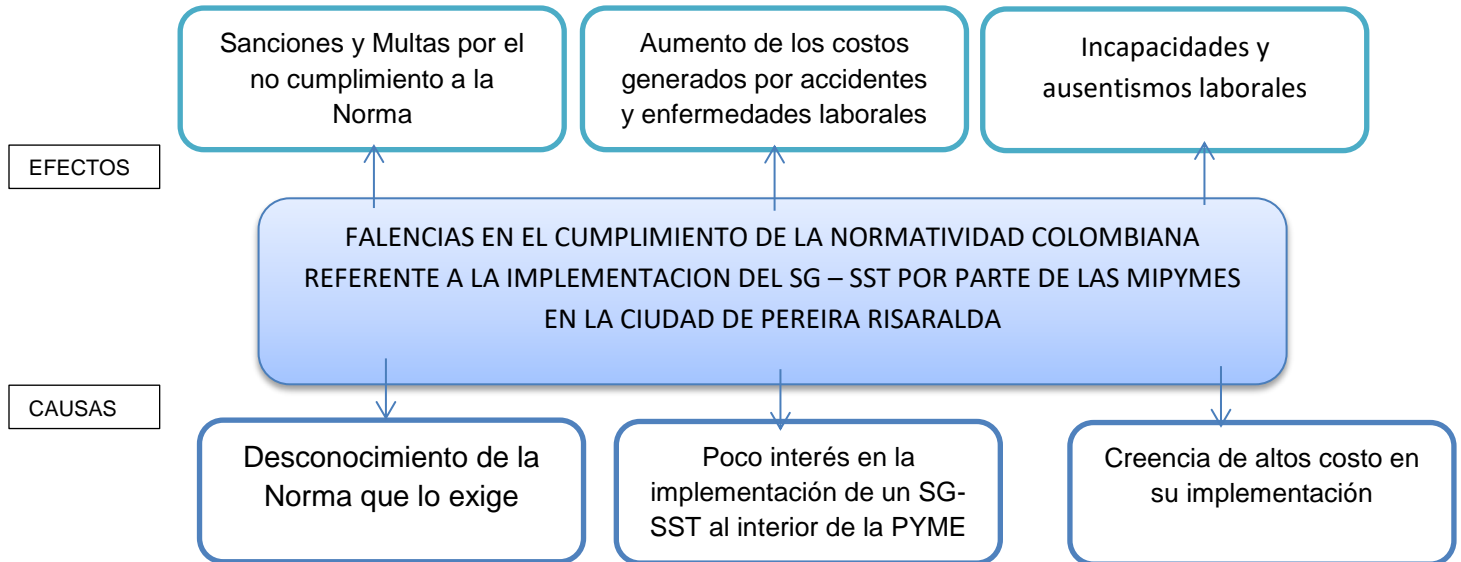 Sanciones y Multas por el
no cumplimiento a la
Norma
Aumento de los costos
generados por accidentes
y enfermedades laborales
Incapacidades y
ausentismos laborales
EFECTOS
FALENCIAS EN EL CUMPLIMIENTO DE LA NORMATIVIDAD COLOMBIANA
REFERENTE A LA IMPLEMENTACION DEL SG – SST POR PARTE DE LAS MIPYMES
EN LA CIUDAD DE PEREIRA RISARALDA
CAUSAS
Desconocimiento de la
Norma que lo exige
Poco interés en la
implementación de un SG-
SST al interior de la PYME
Creencia de altos costo en
su implementación